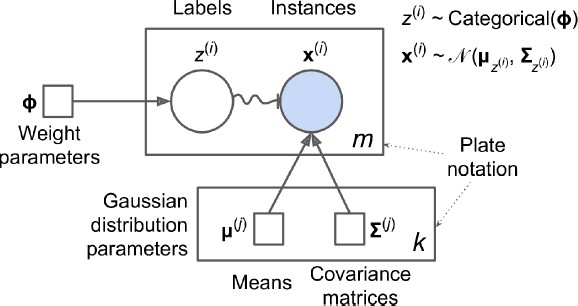 Labels Instances
z⁽ⁱ⁾ ~ Categorical(ϕ)
z⁽ⁱ⁾ x⁽ⁱ⁾
x⁽ⁱ⁾ ~ 𝒩(μ_z⁽ⁱ⁾, Σ_z⁽ⁱ⁾)
ϕ
Weight
parameters
m
Plate
notation
Gaussian
distribution
parameters
μ⁽ʲ⁾ Σ⁽ʲ⁾
k
Means
Covariance
matrices